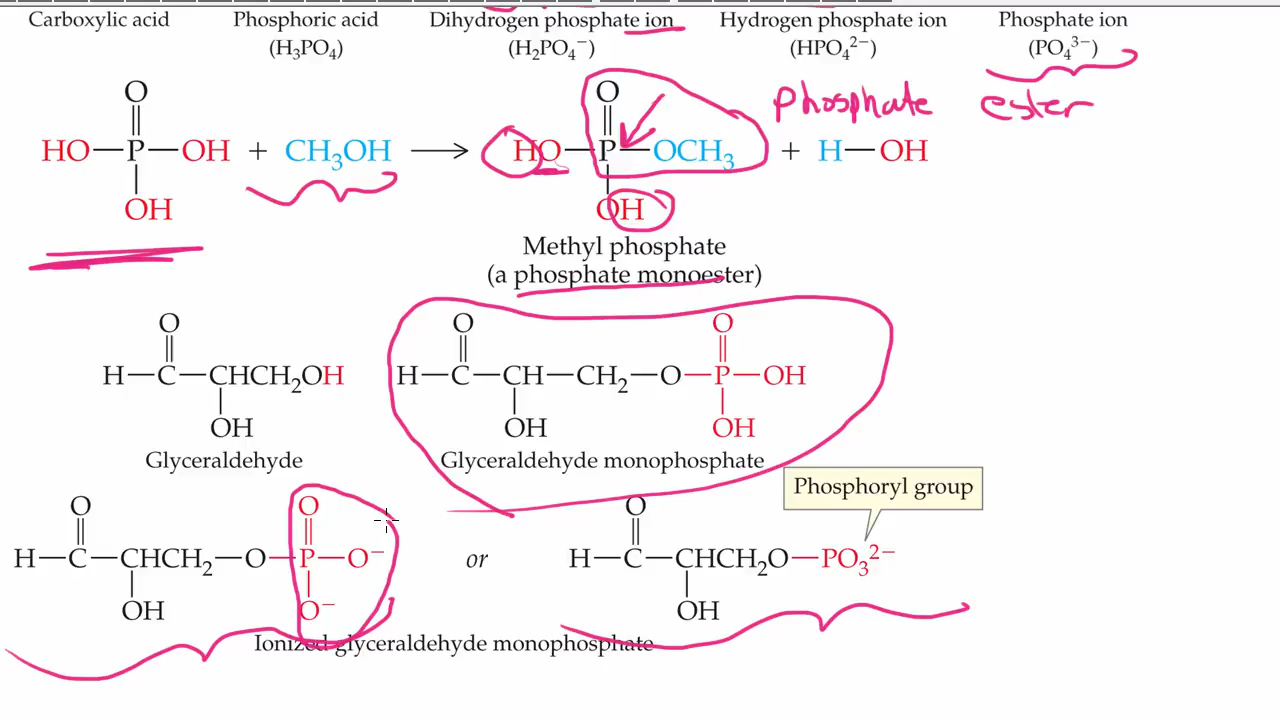 Carboxylic acid Phosphoric acid Dihydrogen phosphate ion Hydrogen phosphate ion Phosphate ion
(H₃PO₄) (H₂PO₄⁻) (HPO₄²⁻) (PO₄³⁻)
O O phosphate ester
HO P OH + CH₃OH ⟶ HO P OCH₃ + H OH
OH OH
Methyl phosphate
(a phosphate monoester)
O O O
H—C—CHCH₂OH H—C—CH—CH₂—O—P—OH
OH OH OH
Glyceraldehyde Glyceraldehyde monophosphate
Phosphoryl group
O O O
H—C—CHCH₂—O—P—O⁻ or H—C—CHCH₂O—PO₃²⁻
OH O⁻ OH
Ionized glyceraldehyde monophosphate